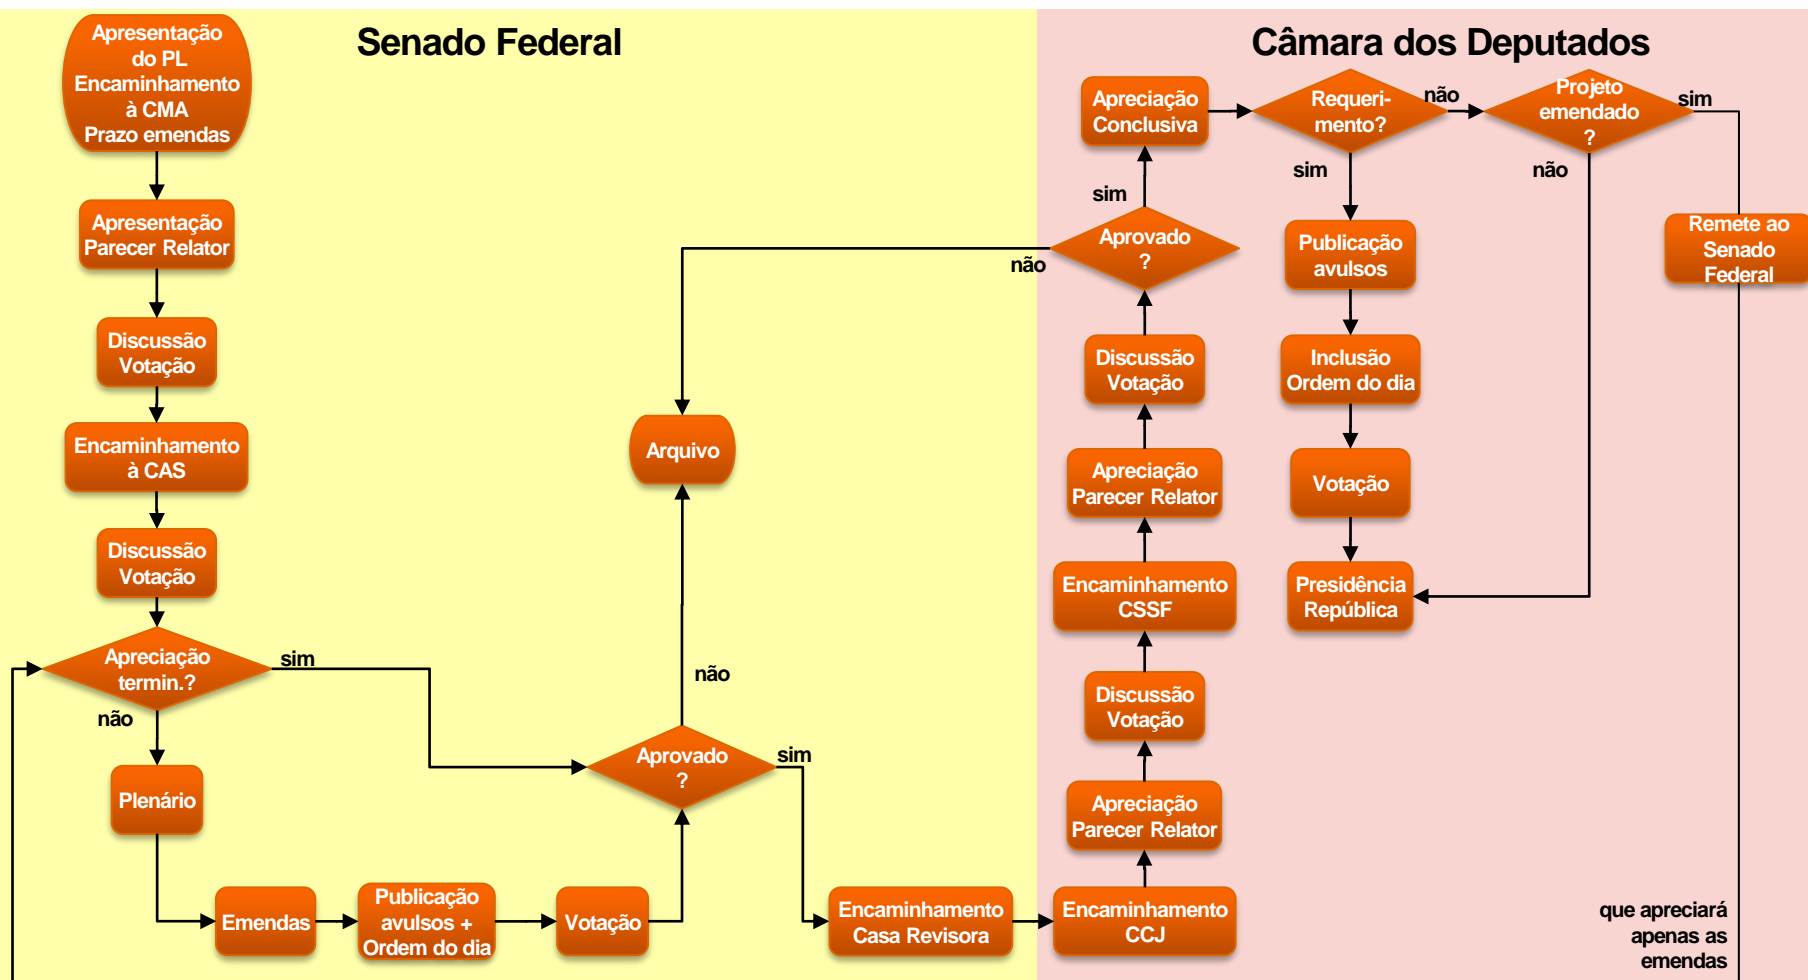 Senado Federal
Apresentação
do PL
Encaminhamento
à CMA
Prazo emendas
Apresentação
Parecer Relator
Discussão
Votação
Encaminhamento
à CAS
Discussão
Votação
Apreciação
termin.?
sim
não
Plenário
Emendas
Publicação
avulsos +
Ordem do dia
Votação
Aprovado
?
não
sim
Arquivo
Encaminhamento
Casa Revisora
Câmara dos Deputados
Encaminhamento
CCJ
Apreciação
Parecer Relator
Discussão
Votação
Encaminhamento
CSSF
Apreciação
Parecer Relator
Discussão
Votação
Aprovado
?
não
sim
Apreciação
Conclusiva
Requeri-
mento?
não
sim
Publicação
avulsos
Inclusão
Ordem do dia
Votação
Presidência
República
Projeto
emendado
?
sim
não
Remete ao
Senado
Federal
que apreciará
apenas as
emendas